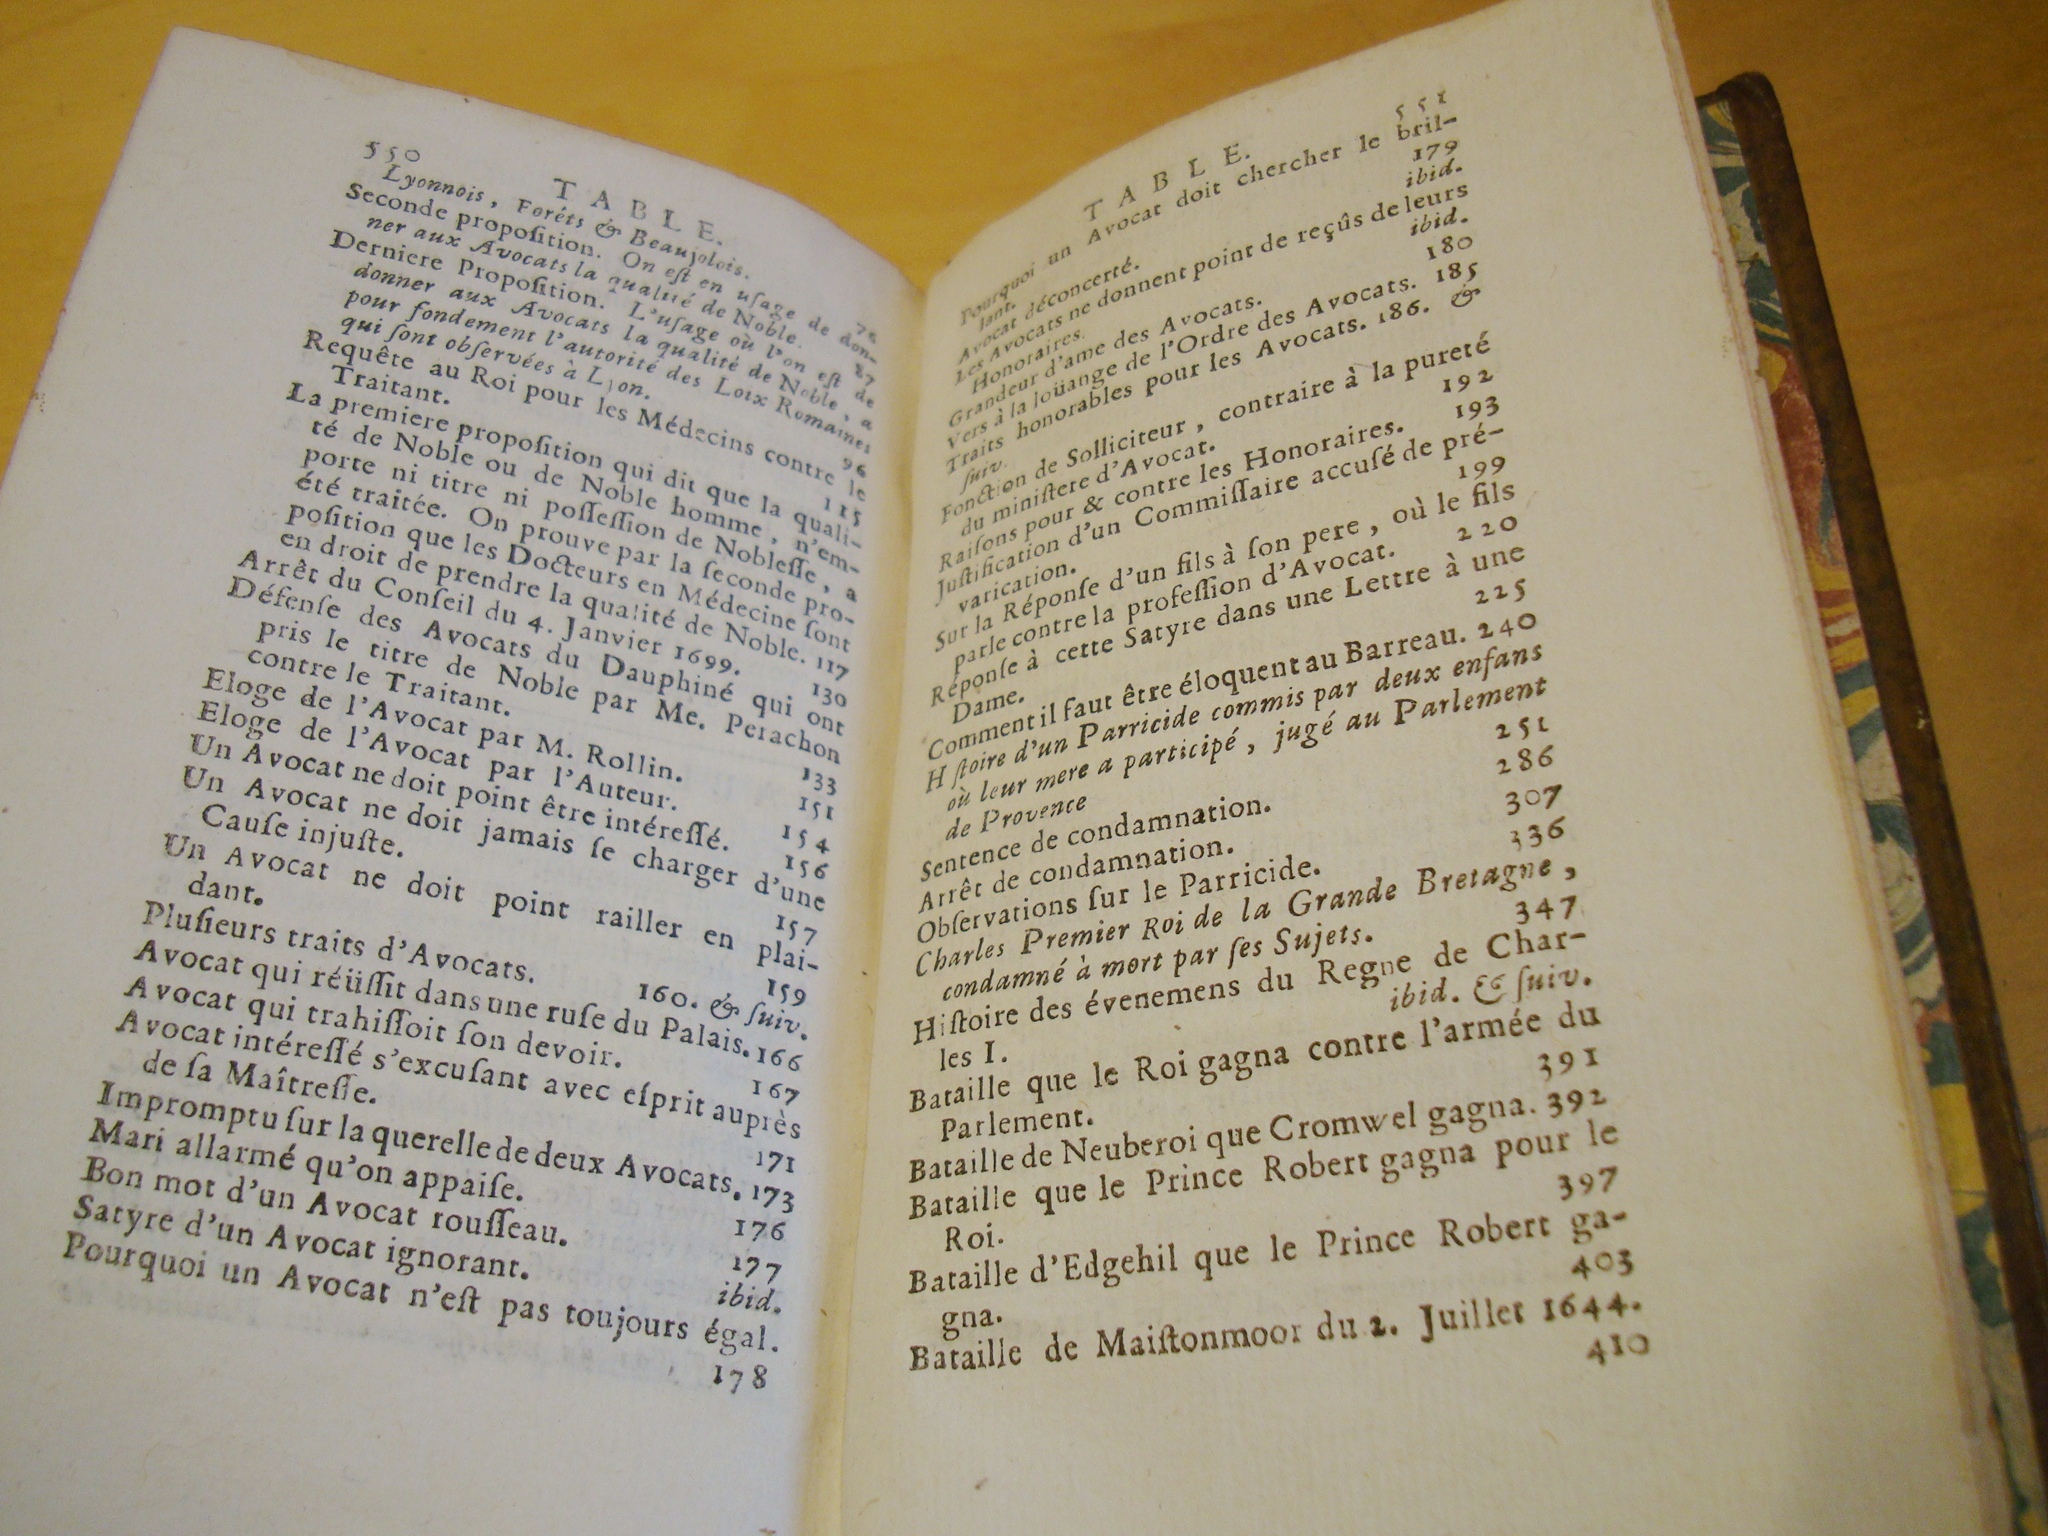 550
TABLE.
Lyonnois, Foréts & Beaujolois. 70
Seconde proposition. On eſt en uſage de don-
ner aux Avocats la qualité de Noble. 87
Derniere Proposition. L'uſage où l'on eſt de
donner aux Avocats la qualité de Noble, a
pour fondement l'autorité des Loix Romaines
qui ſont obſervées à Lyon. 96
Requête au Roi pour les Médecins contre le
Traitant. 115
La premiere propoſition qui dit que la quali-
té de Noble ou de Noble homme, n'em-
porte ni titre ni poſſeſſion de Nobleſſe, a
été traitée. On prouve par la ſeconde pro-
poſition que les Docteurs en Médecine ſont
en droit de prendre la qualité de Noble. 117
Arrêt du Conſeil du 4. Janvier 1699. 130
Défenſe des Avocats du Dauphiné qui ont
pris le titre de Noble par Me. Perachon
contre le Traitant. 133
Eloge de l'Avocat par M. Rollin. 151
Eloge de l'Avocat par l'Auteur. 154
Un Avocat ne doit point être intéreſſé. 156
Un Avocat ne doit jamais ſe charger d'une
Cauſe injuſte. 157
Un Avocat ne doit point railler en plai-
dant. 159
Pluſieurs traits d'Avocats. 160. & ſuiv.
Avocat qui réüſſit dans une ruſe du Palais. 166
Avocat qui trahiſſoit ſon devoir. 167
Avocat intéreſſé s'excuſant avec eſprit auprès
de ſa Maîtreſſe. 171
Impromptu ſur la querelle de deux Avocats. 173
Mari allarmé qu'on appaiſe. 176
Bon mot d'un Avocat rouſſeau. 177
Satyre d'un Avocat ignorant. ibid.
Pourquoi un Avocat n'eſt pas toujours égal.
178
TABLE. 551
Pourquoi un Avocat doit chercher le bril-
lant. 179
Avocat déconcerté. ibid.
Les Avocats ne donnent point de reçûs de leurs
Honoraires. ibid.
Grandeur d'ame des Avocats. 180
Vers à la loüange de l'Ordre des Avocats. 185
Traits honorables pour les Avocats. 186. &
ſuiv.
Fonction de Solliciteur, contraire à la pureté
du miniſtere d'Avocat. 192
Raiſons pour & contre les Honoraires. 193
Juſtification d'un Commiſſaire accuſé de pré-
varication. 199
Sur la Réponſe d'un fils à ſon pere, où le fils
parle contre la profeſſion d'Avocat. 220
Réponſe à cette Satyre dans une Lettre à une
Dame. 225
Comment il faut être éloquent au Barreau. 240
Hiſtoire d'un Parricide commis par deux enfans
où leur mere a participé, jugé au Parlement
de Provence 251
Sentence de condamnation. 286
Arrêt de condamnation. 307
Obſervations ſur le Parricide. 336
Charles Premier Roi de la Grande Bretagne,
condamné à mort par ſes Sujets. 347
Hiſtoire des évenemens du Regne de Char-
les I. ibid. & ſuiv.
Bataille que le Roi gagna contre l'armée du
Parlement. 391
Bataille de Neuberoi que Cromwel gagna. 392
Bataille que le Prince Robert gagna pour le
Roi. 397
Bataille d'Edgehil que le Prince Robert ga-
gna. 403
Bataille de Maiſtonmoor du 2. Juillet 1644.
410